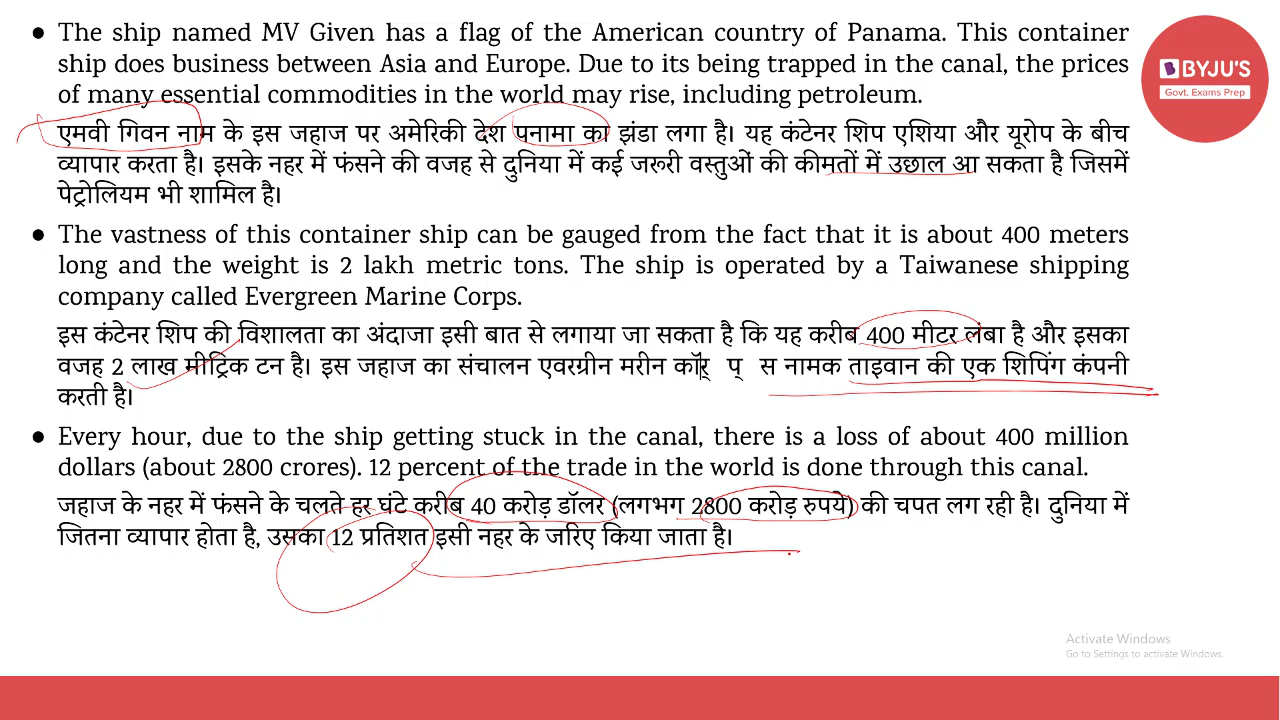 ● The ship named MV Given has a flag of the American country of Panama. This container
ship does business between Asia and Europe. Due to its being trapped in the canal, the prices
of many essential commodities in the world may rise, including petroleum.
एमवी गिवन नाम के इस जहाज पर अमेरिकी देश पनामा का झंडा लगा है। यह कंटेनर शिप एशिया और यूरोप के बीच
व्यापार करता है। इसके नहर में फंसने की वजह से दुनिया में कई जरूरी वस्तुओं की कीमतों में उछाल आ सकता है जिसमें
पेट्रोलियम भी शामिल है।
● The vastness of this container ship can be gauged from the fact that it is about 400 meters
long and the weight is 2 lakh metric tons. The ship is operated by a Taiwanese shipping
company called Evergreen Marine Corps.
इस कंटेनर शिप की विशालता का अंदाजा इसी बात से लगाया जा सकता है कि यह करीब 400 मीटर लंबा है और इसका
वजह 2 लाख मीट्रिक टन है। इस जहाज का संचालन एवरग्रीन मरीन कॉर् प् स नामक ताइवान की एक शिपिंग कंपनी
करती है।
● Every hour, due to the ship getting stuck in the canal, there is a loss of about 400 million
dollars (about 2800 crores). 12 percent of the trade in the world is done through this canal.
जहाज के नहर में फंसने के चलते हर घंटे करीब 40 करोड़ डॉलर (लगभग 2800 करोड़ रुपये) की चपत लग रही है। दुनिया में
जितना व्यापार होता है, उसका 12 प्रतिशत इसी नहर के जरिए किया जाता है।
BYJU'S
Govt. Exams Prep
Activate Windows
Go to Settings to activate Windows.